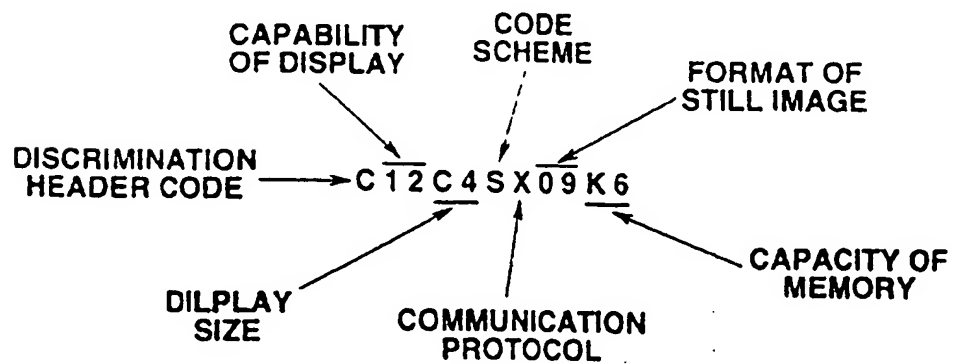 CAPABILITY
OF DISPLAY
CODE
SCHEME
FORMAT OF
STILL IMAGE
DISCRIMINATION
HEADER CODE
C12C4SX09K6
DILPLAY
SIZE
COMMUNICATION
PROTOCOL
CAPACITY OF
MEMORY